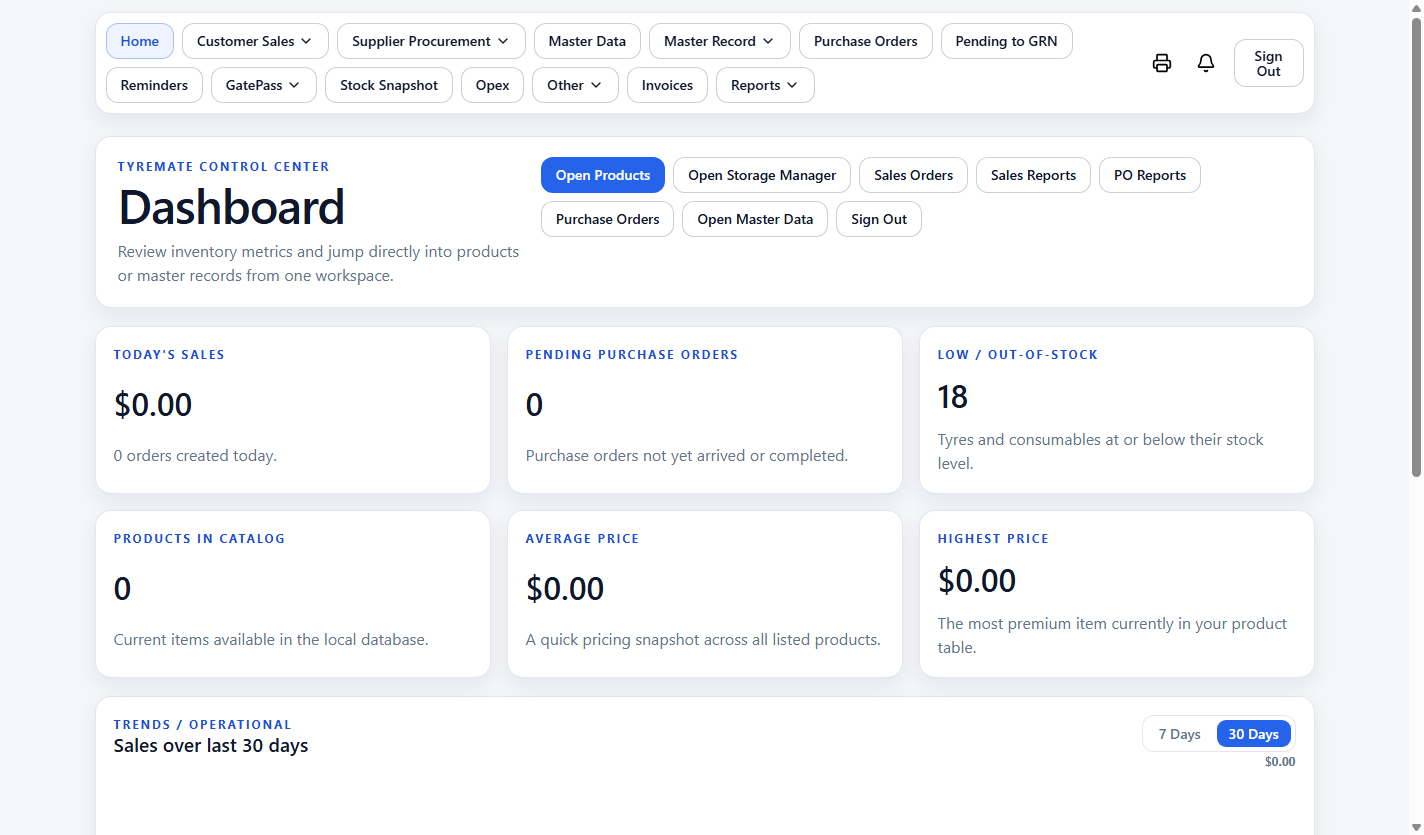 Home
Customer Sales
Supplier Procurement
Master Data
Master Record
Purchase Orders
Pending to GRN
Reminders
GatePass
Stock Snapshot
Opex
Other
Invoices
Reports
Sign
Out
TYREMATE CONTROL CENTER
Dashboard
Review inventory metrics and jump directly into products
or master records from one workspace.
Open Products
Open Storage Manager
Sales Orders
Sales Reports
PO Reports
Purchase Orders
Open Master Data
Sign Out
TODAY'S SALES
$0.00
0 orders created today.
PENDING PURCHASE ORDERS
0
Purchase orders not yet arrived or completed.
LOW / OUT-OF-STOCK
18
Tyres and consumables at or below their stock
level.
PRODUCTS IN CATALOG
0
Current items available in the local database.
AVERAGE PRICE
$0.00
A quick pricing snapshot across all listed products.
HIGHEST PRICE
$0.00
The most premium item currently in your product
table.
TRENDS / OPERATIONAL
Sales over last 30 days
7 Days
30 Days
$0.00